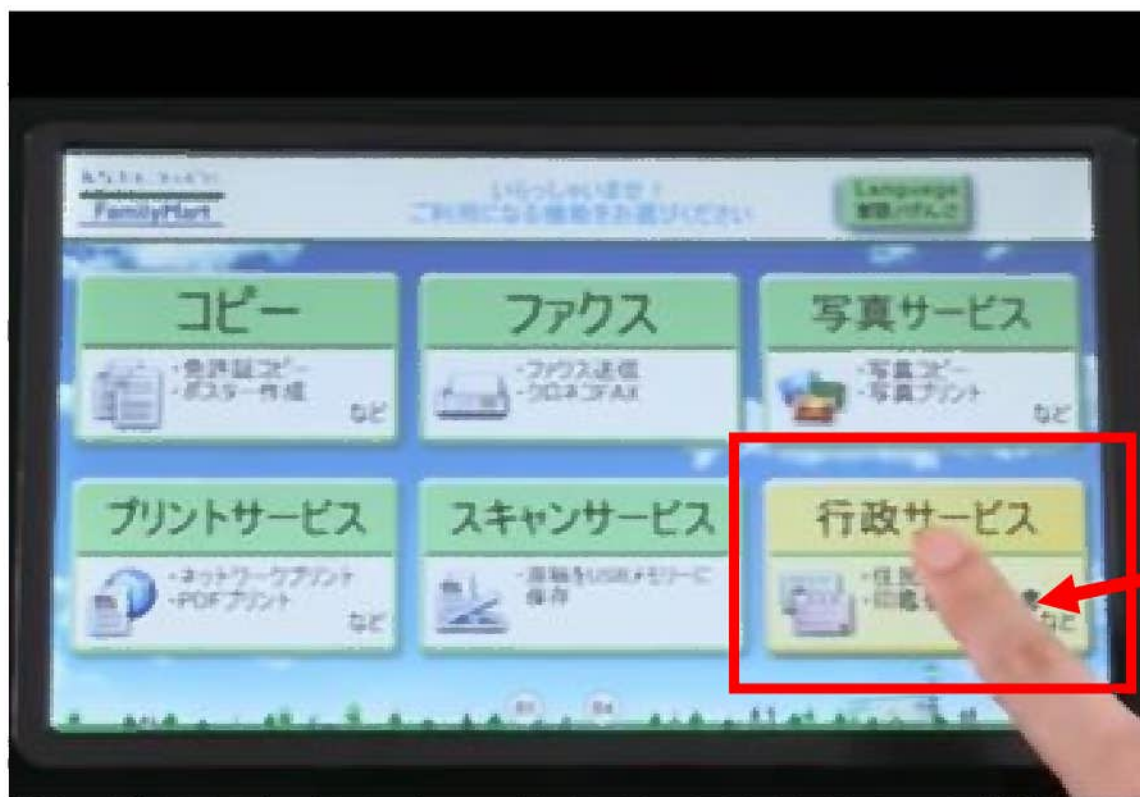 FamilyMart
いらっしゃいませ！
ご利用になる機能をお選びください
Language
コピー
・免許証コピー
・ポスター作成
など
ファクス
・ファクス送信
・クロネコFAX
写真サービス
・写真コピー
・写真プリント
など
プリントサービス
・ネットワークプリント
・PDFプリント
など
スキャンサービス
・原稿をUSBメモリーに
保存
行政サービス
・住民
・印鑑
など